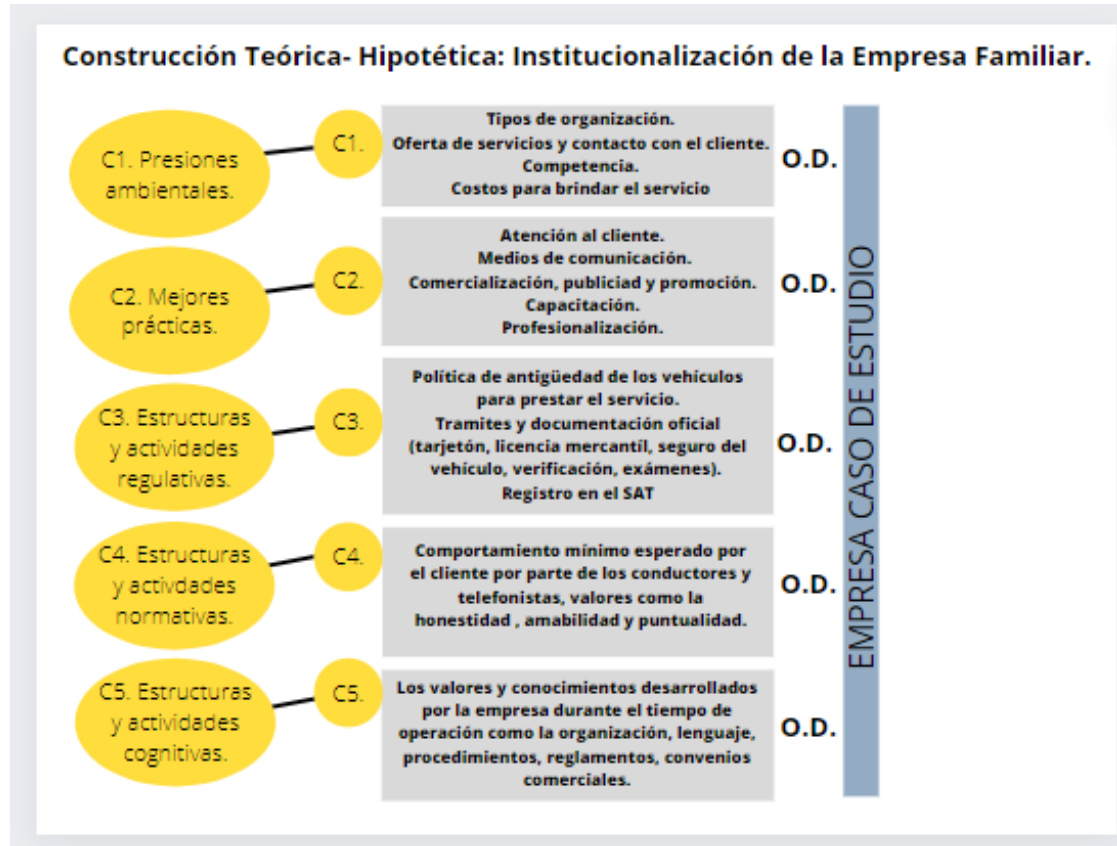 Construcción Teórica- Hipotética: Institucionalización de la Empresa Familiar.
C1. Presiones
ambientales.
C1.
Tipos de organización.
Oferta de servicios y contacto con el cliente.
Competencia.
Costos para brindar el servicio
O.D.
C2. Mejores
prácticas.
C2.
Atención al cliente.
Medios de comunicación.
Comercialización, publiciad y promoción.
Capacitación.
Profesionalización.
O.D.
C3. Estructuras
y actividades
regulativas.
C3.
Política de antigüedad de los vehículos
para prestar el servicio.
Tramites y documentación oficial
(tarjetón, licencia mercantíl, seguro del
vehículo, verificación, exámenes).
Registro en el SAT
O.D.
C4. Estructuras
y activdades
normativas.
C4.
Comportamiento mínimo esperado por
el cliente por parte de los conductores y
telefonistas, valores como la
honestidad , amabilidad y puntualidad.
O.D.
C5. Estructuras
y actividades
cognitivas.
C5.
Los valores y conocimientos desarrollados
por la empresa durante el tiempo de
operación como la organización, lenguaje,
procedimientos, reglamentos, convenios
comerciales.
O.D.
EMPRESA CASO DE ESTUDIO